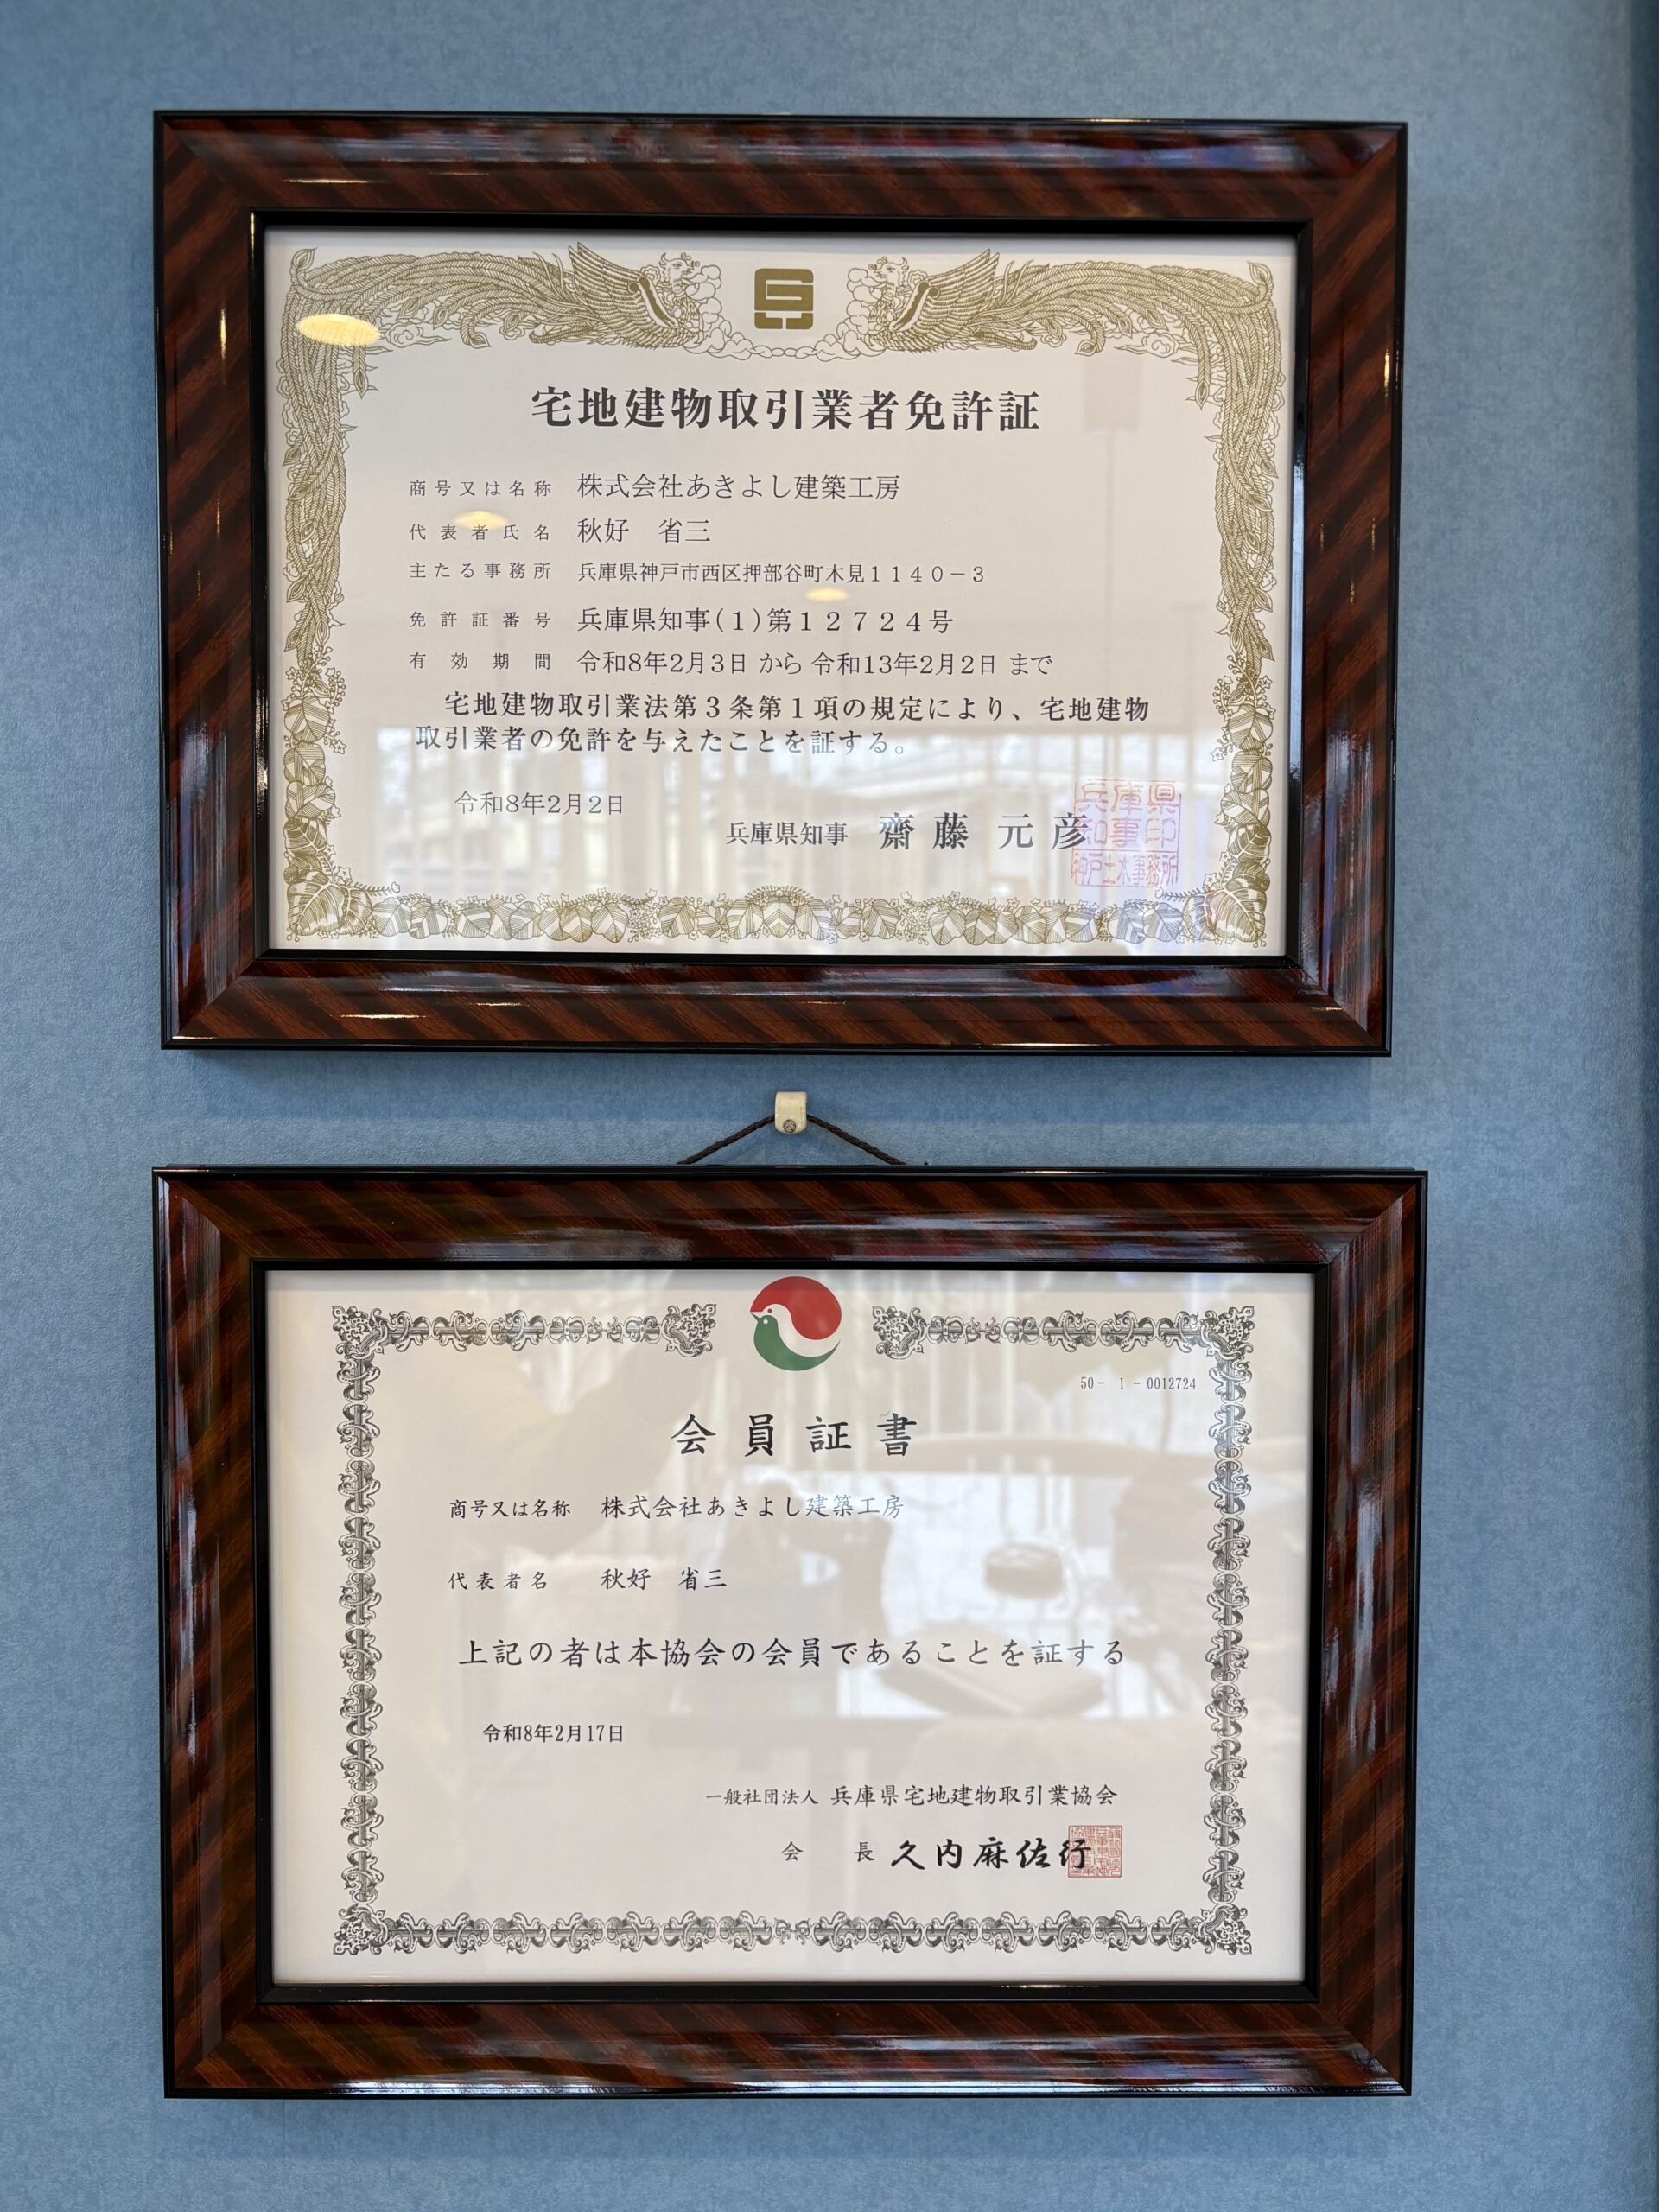 宅地建物取引業者免許証
商号又は名称 株式会社あきよし建築工房
代表者氏名 秋好 省三
主たる事務所 兵庫県神戸市西区押部谷町木見1140-3
免許証番号 兵庫県知事(1)第12724号
有効期間 令和8年2月3日 から 令和13年2月2日 まで
宅地建物取引業法第3条第1項の規定により、宅地建物
取引業者の免許を与えたことを証する。
令和8年2月2日
兵庫県知事 齋藤元彦
兵庫県
知事印
神戸土木事務所
50- 1 -0012724
会員証書
商号又は名称 株式会社あきよし建築工房
代表者名 秋好 省三
上記の者は本協会の会員であることを証する
令和8年2月17日
一般社団法人 兵庫県宅地建物取引業協会
会長 久内麻佐行